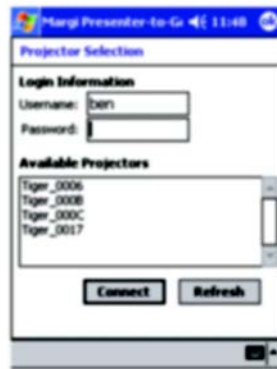 Margi Presenter-to-Go 11:48
Projector Selection
Login Information
Username: ben
Password:
Available Projectors
Tiger_0006
Tiger_000B
Tiger_000C
Tiger_0017
Connect Refresh